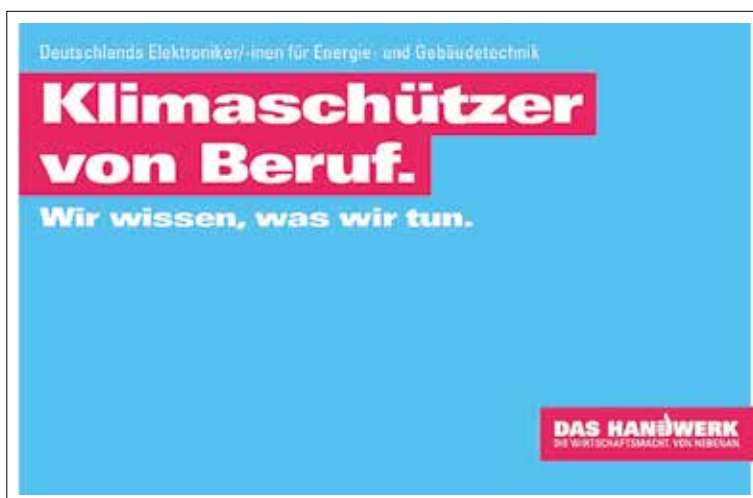 Deutschlands Elektroniker/-inen für Energie- und Gebäudetechnik
Klimaschützer
von Beruf.
Wir wissen, was wir tun.
DAS HANDWERK
DIE WIRTSCHAFTSMACHT. VON NEBENAN.